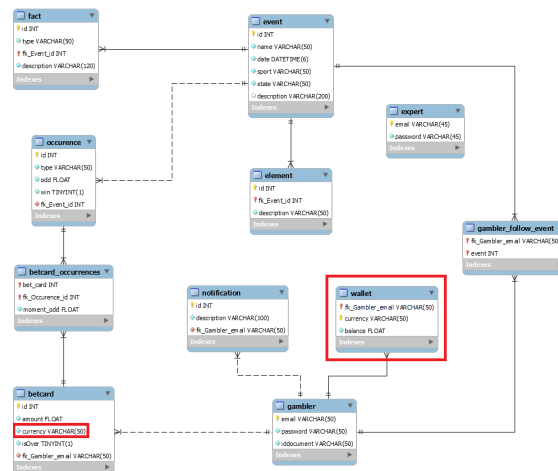 fact
id INT
type VARCHAR(50)
fk_Event_id INT
description VARCHAR(120)
Indexes
event
id INT
name VARCHAR(50)
date DATETIME(6)
sport VARCHAR(50)
state VARCHAR(50)
description VARCHAR(200)
Indexes
expert
email VARCHAR(45)
password VARCHAR(45)
Indexes
occurence
id INT
type VARCHAR(50)
odd FLOAT
win TINYINT(1)
fk_Event_id INT
Indexes
element
id INT
fk_Event_id INT
description VARCHAR(50)
Indexes
gambler_follow_event
fk_Gambler_email VARCHAR(50
event INT
Indexes
betcard_occurrences
bet_card INT
fk_Occurence_id INT
moment_odd FLOAT
Indexes
notification
id INT
description VARCHAR(100)
fk_Gambler_email VARCHAR(50)
Indexes
wallet
fk_Gambler_email VARCHAR(50)
currency VARCHAR(50)
balance FLOAT
Indexes
betcard
id INT
amount FLOAT
currency VARCHAR(50)
isOver TINYINT(1)
fk_Gambler_email VARCHAR(50)
Indexes
gambler
email VARCHAR(50)
password VARCHAR(50)
iddocument VARCHAR(50)
Indexes